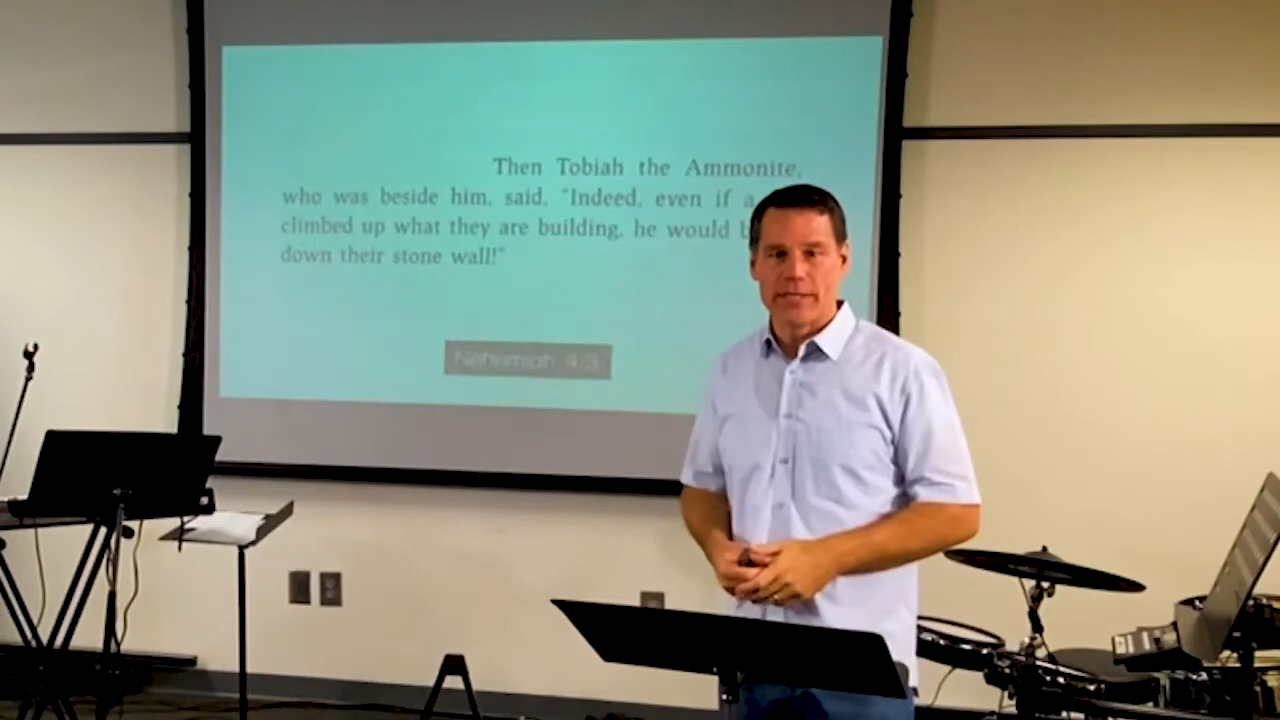 Then Tobiah the Ammonite,
who was beside him, said, "Indeed, even if a
climbed up what they are building, he would
down their stone wall!"
Nehemiah 4:3